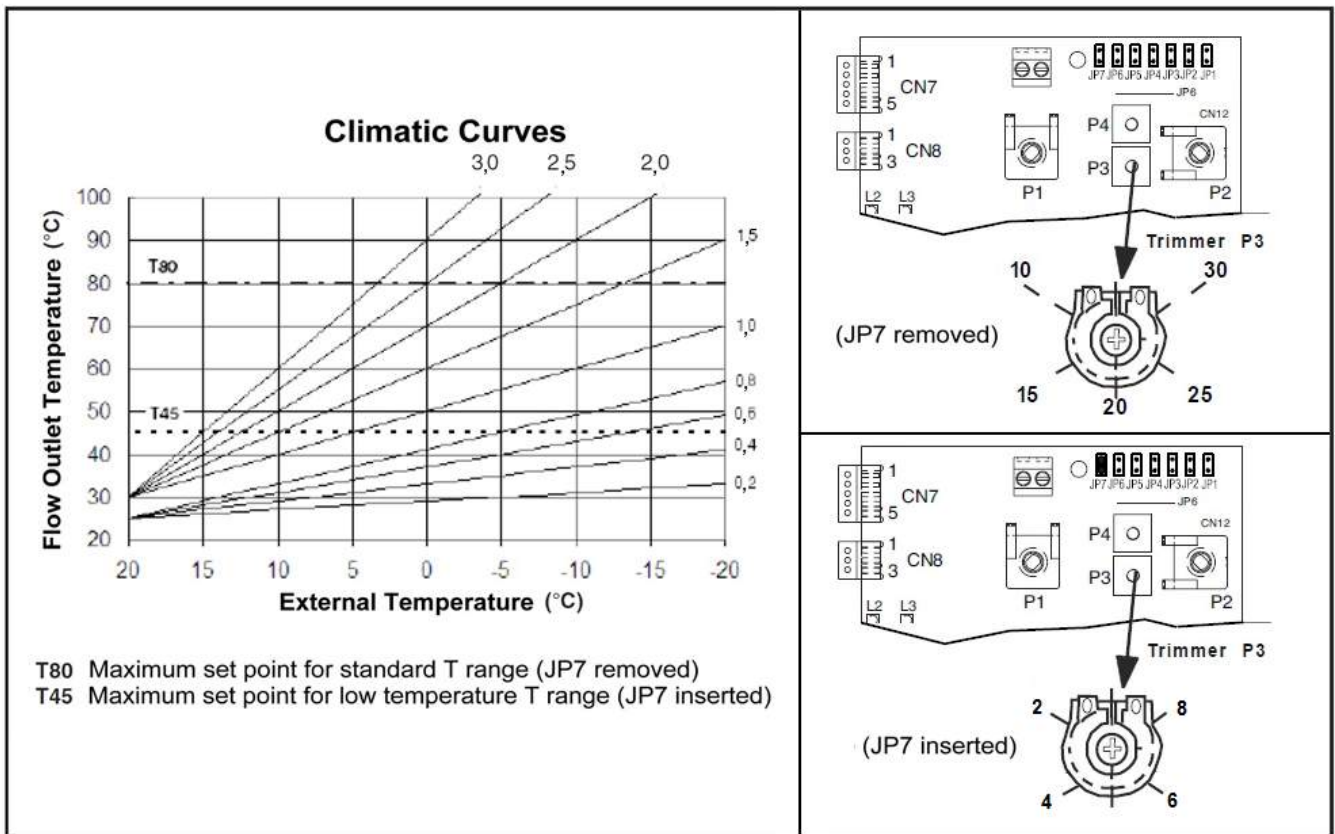 Climatic Curves
3,0 2,5 2,0
Flow Outlet Temperature (°C)
100
90
80
70
60
50
40
30
20
T80
T45
1,5
1,0
0,8
0,6
0,4
0,2
20 15 10 5 0 -5 -10 -15 -20
External Temperature (°C)
T80 Maximum set point for standard T range (JP7 removed)
T45 Maximum set point for low temperature T range (JP7 inserted)
1
CN7
5
1
CN8
3
L2 L3
P1
JP7 JP6 JP5 JP4 JP3 JP2 JP1
JP6
P4
CN12
P3
P2
Trimmer P3
10 30
(JP7 removed)
15 20 25
1
CN7
5
1
CN8
3
L2 L3
P1
JP7 JP6 JP5 JP4 JP3 JP2 JP1
JP6
P4
CN12
P3
P2
Trimmer P3
2 8
(JP7 inserted)
4 6